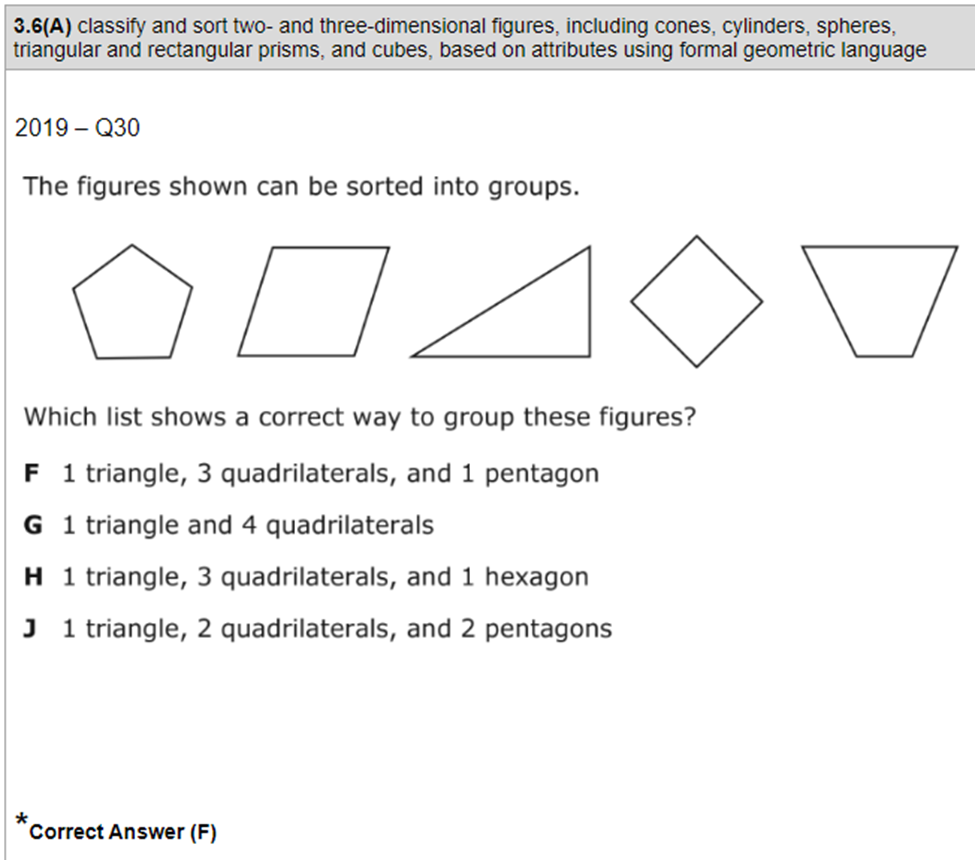 3.6(A) classify and sort two- and three-dimensional figures, including cones, cylinders, spheres,
triangular and rectangular prisms, and cubes, based on attributes using formal geometric language
2019 – Q30
The figures shown can be sorted into groups.
Which list shows a correct way to group these figures?
F 1 triangle, 3 quadrilaterals, and 1 pentagon
G 1 triangle and 4 quadrilaterals
H 1 triangle, 3 quadrilaterals, and 1 hexagon
J 1 triangle, 2 quadrilaterals, and 2 pentagons
*Correct Answer (F)